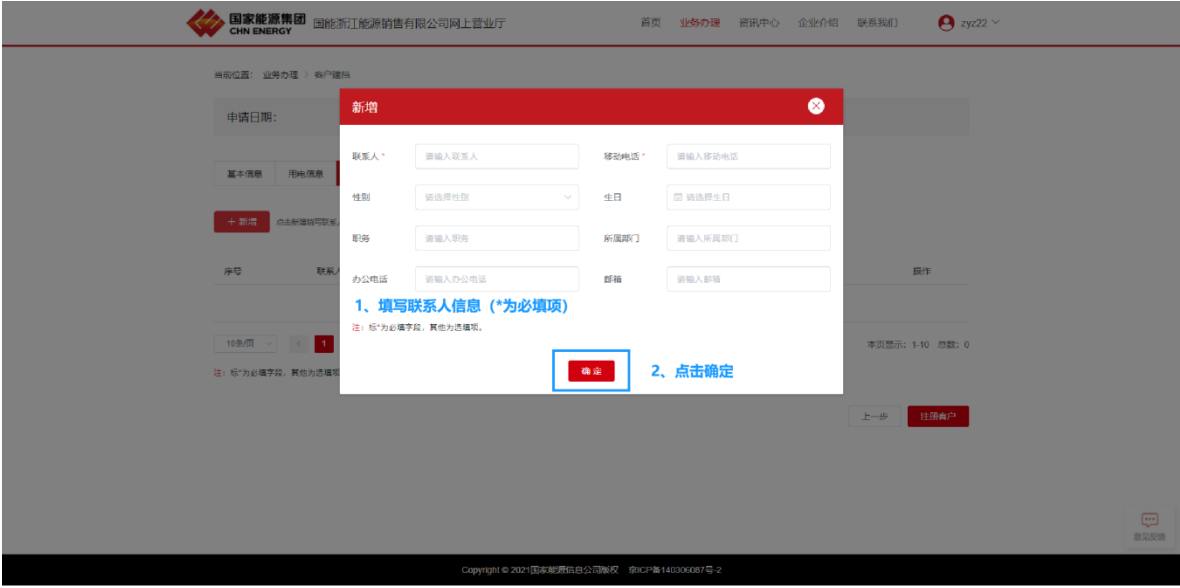 国家能源集团
CHN ENERGY
国能浙江能源销售有限公司网上营业厅
首页 业务办理 资讯中心 企业介绍 联系我们 zyz22
当前位置： 业务办理 > 客户建档
申请日期：
新增
联系人 * 请输入联系人 移动电话 * 请输入移动电话
基本信息 用电信息
性别 请选择性别 生日 请选择生日
+ 新增 点击新增填写联系
职务 请输入职务 所属部门 请输入所属部门
序号 联系人 操作
办公电话 请输入办公电话 邮箱 请输入邮箱
1、填写联系人信息（*为必填项）
注：标*为必填字段，其他为选填项。
10条/页 < 1 本页显示：1-10 总数：0
注：标*为必填字段，其他为选填项
确定 2、点击确定
上一步 注册客户
意见反馈
Copyright © 2021国家能源信息公司版权 京ICP备140306087号-2